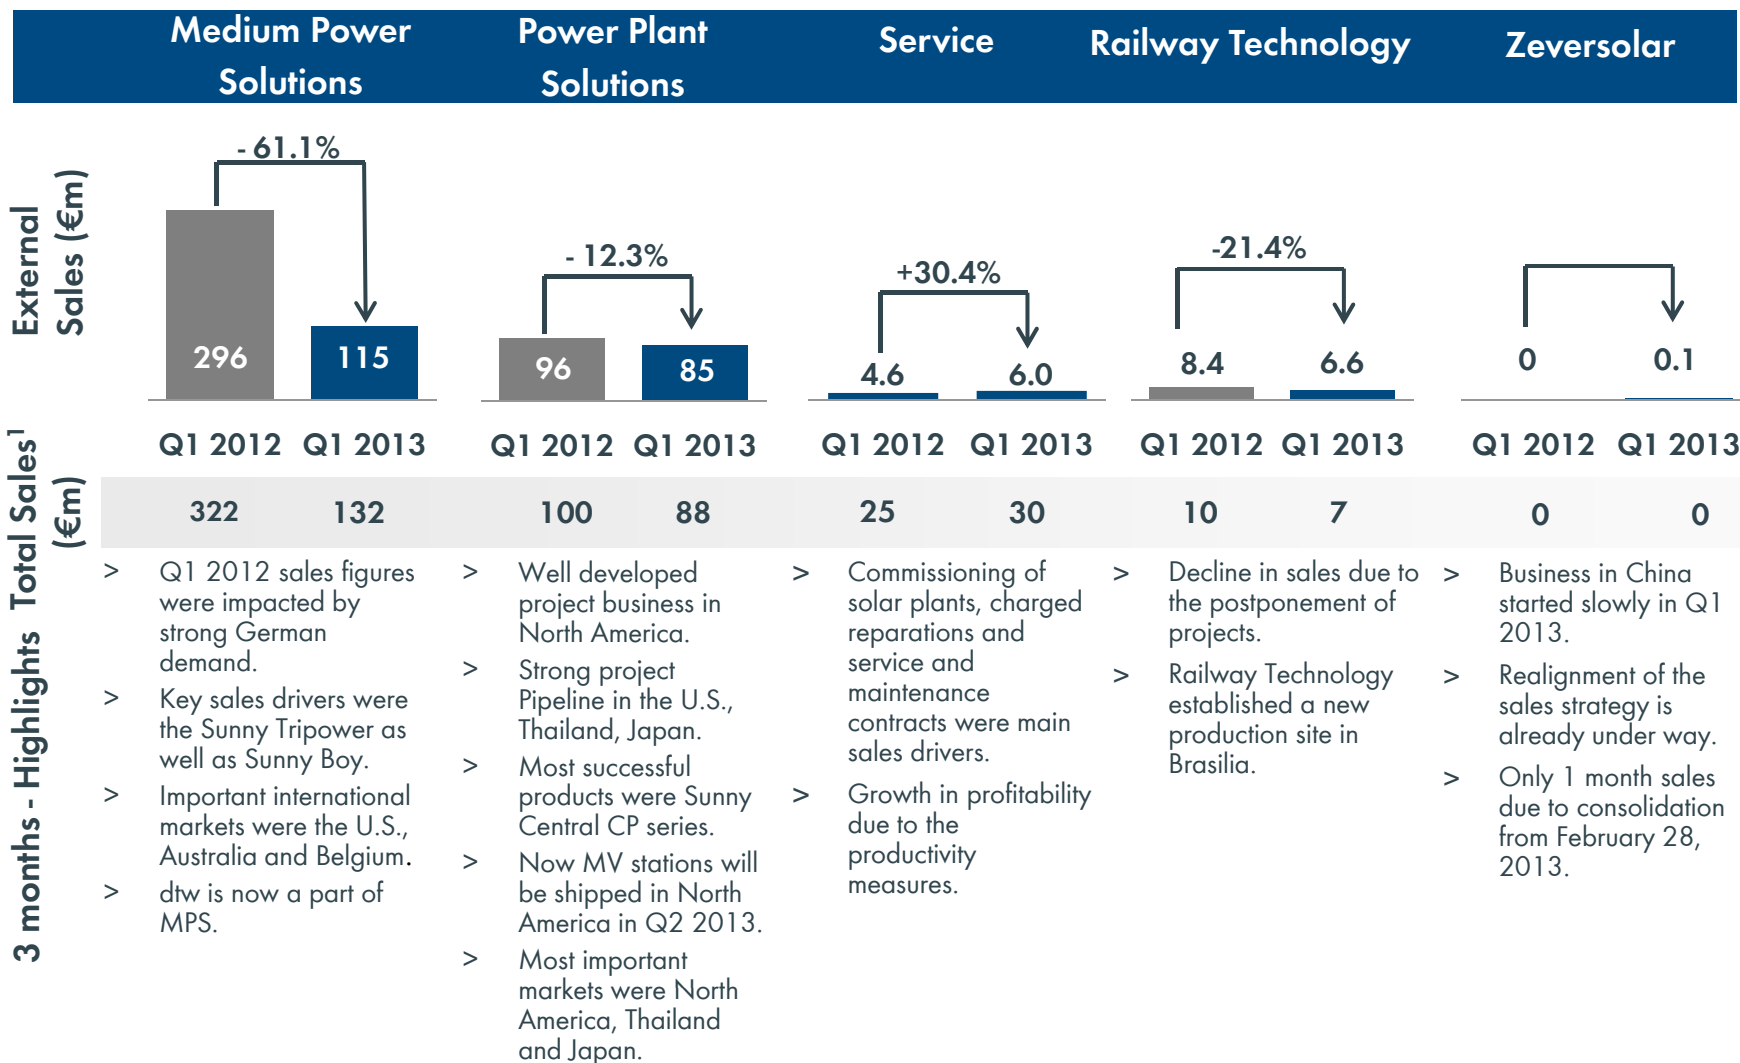 Medium Power
Solutions
Power Plant
Solutions
Service
Railway Technology
Zeversolar
External
Sales (€m)
- 61.1%
296
115
Q1 2012 Q1 2013
- 12.3%
96
85
Q1 2012 Q1 2013
+30.4%
4.6
6.0
Q1 2012 Q1 2013
-21.4%
8.4
6.6
Q1 2012 Q1 2013
0
0.1
Q1 2012 Q1 2013
Total Sales¹
(€m)
322 132 100 88 25 30 10 7 0 0
3 months - Highlights
> Q1 2012 sales figures
were impacted by
strong German
demand.
> Key sales drivers were
the Sunny Tripower as
well as Sunny Boy.
> Important international
markets were the U.S.,
Australia and Belgium.
> dtw is now a part of
MPS.
> Well developed
project business in
North America.
> Strong project
Pipeline in the U.S.,
Thailand, Japan.
> Most successful
products were Sunny
Central CP series.
> Now MV stations will
be shipped in North
America in Q2 2013.
> Most important
markets were North
America, Thailand
and Japan.
> Commissioning of
solar plants, charged
reparations and
service and
maintenance
contracts were main
sales drivers.
> Growth in profitability
due to the
productivity
measures.
> Decline in sales due to
the postponement of
projects.
> Railway Technology
established a new
production site in
Brasilia.
> Business in China
started slowly in Q1
2013.
> Realignment of the
sales strategy is
already under way.
> Only 1 month sales
due to consolidation
from February 28,
2013.